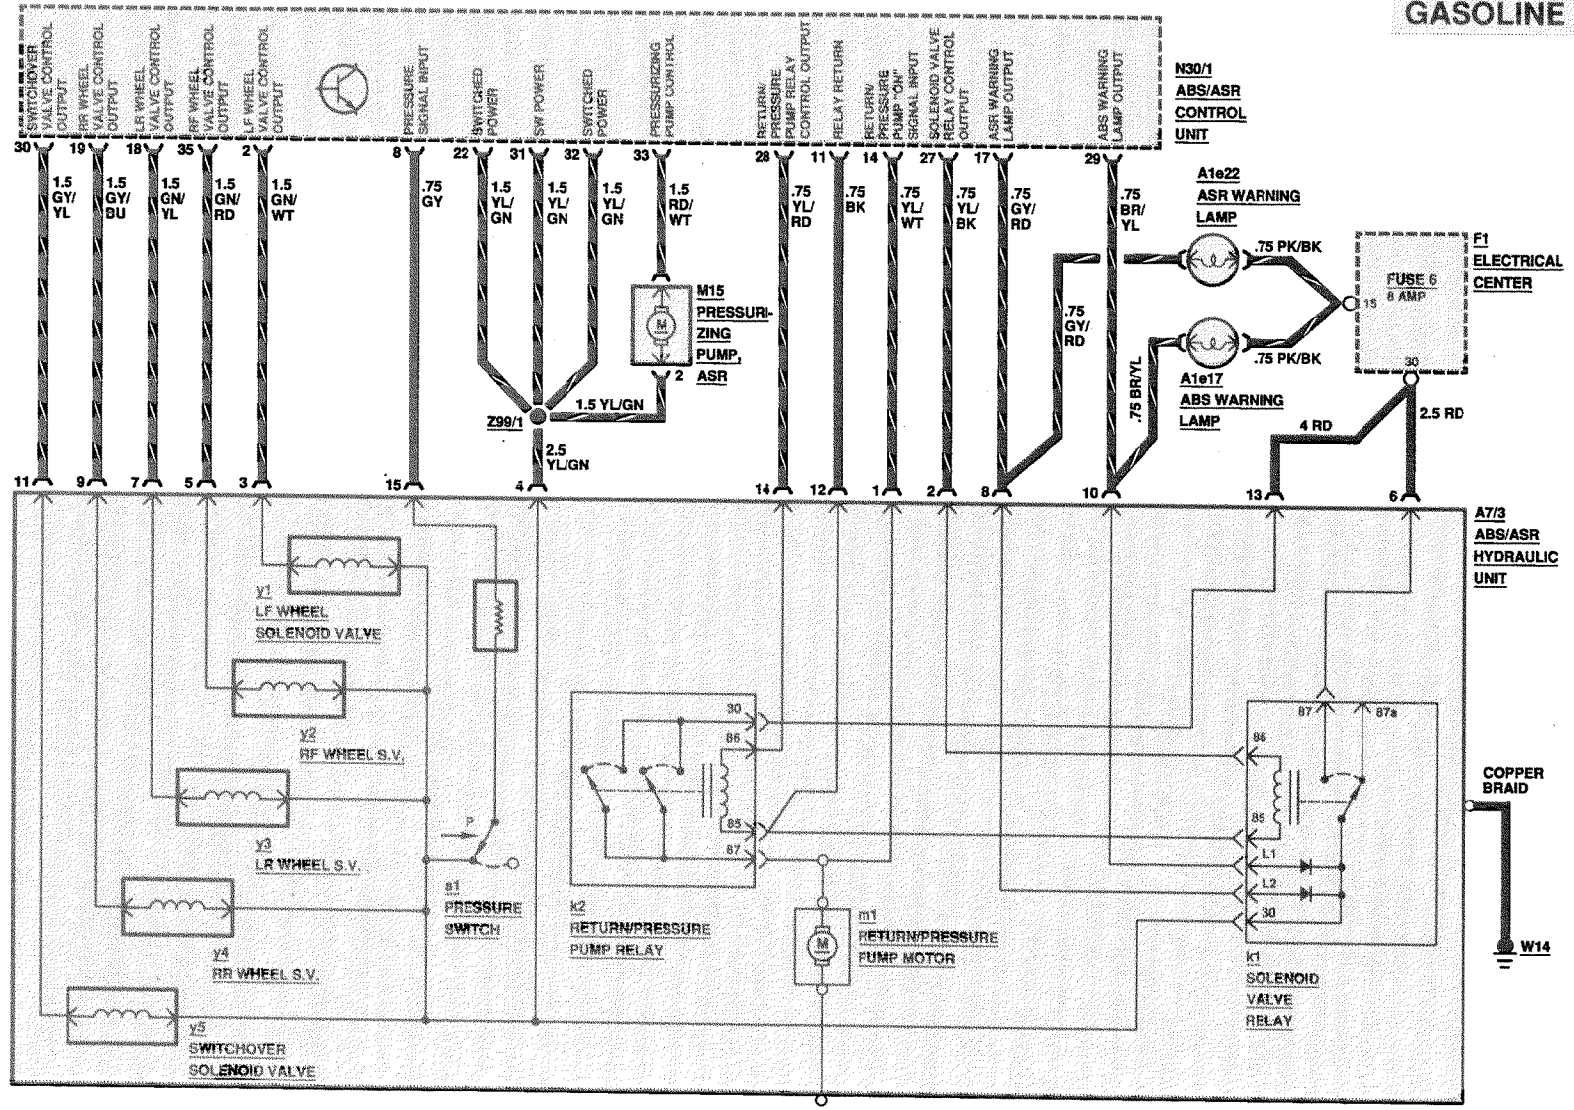 GASOLINE
SWITCHOVER
VALVE CONTROL
OUTPUT
RR WHEEL
VALVE CONTROL
OUTPUT
LR WHEEL
VALVE CONTROL
OUTPUT
RF WHEEL
VALVE CONTROL
OUTPUT
LF WHEEL
VALVE CONTROL
OUTPUT
PRESSURE
SIGNAL INPUT
SWITCHED
POWER
SW POWER
SWITCHED
POWER
PRESSURIZING
PUMP CONTROL
RETURN/
PRESSURE
PUMP RELAY
CONTROL OUTPUT
RELAY RETURN
RETURN/
PRESSURE
PUMP "ON"
SIGNAL INPUT
SOLENOID VALVE
RELAY CONTROL
OUTPUT
ASR WARNING
LAMP OUTPUT
ABS WARNING
LAMP OUTPUT
N30/1
ABS/ASR
CONTROL
UNIT
30 19 18 35 2 8 22 31 32 33 28 11 14 27 17 29
1.5
GY/
YL
1.5
GY/
BU
1.5
GN/
YL
1.5
GN/
RD
1.5
GN/
WT
.75
GY
1.5
YL/
GN
1.5
YL/
GN
1.5
YL/
GN
1.5
RD/
WT
.75
YL/
RD
.75
BK
.75
YL/
WT
.75
YL/
BK
.75
GY/
RD
.75
BR/
YL
A1e22
ASR WARNING
LAMP
.75 PK/BK
F1
ELECTRICAL
CENTER
FUSE 6
8 AMP
15
30
M15
PRESSURI-
ZING
PUMP,
ASR
M
2
.75
GY/
RD
.75 BR/YL
.75 PK/BK
A1e17
ABS WARNING
LAMP
1.5 YL/GN
Z99/1
2.5
YL/GN
4 RD
2.5 RD
11 9 7 5 3 15 4 14 12 1 2 8 10 13 6
A7/3
ABS/ASR
HYDRAULIC
UNIT
y1
LF WHEEL
SOLENOID VALVE
y2
RF WHEEL S.V.
y3
LR WHEEL S.V.
y4
RR WHEEL S.V.
y5
SWITCHOVER
SOLENOID VALVE
P
s1
PRESSURE
SWITCH
30
86
85
87
k2
RETURN/PRESSURE
PUMP RELAY
M
m1
RETURN/PRESSURE
PUMP MOTOR
87
87a
86
85
L1
L2
30
k1
SOLENOID
VALVE
RELAY
COPPER
BRAID
W14